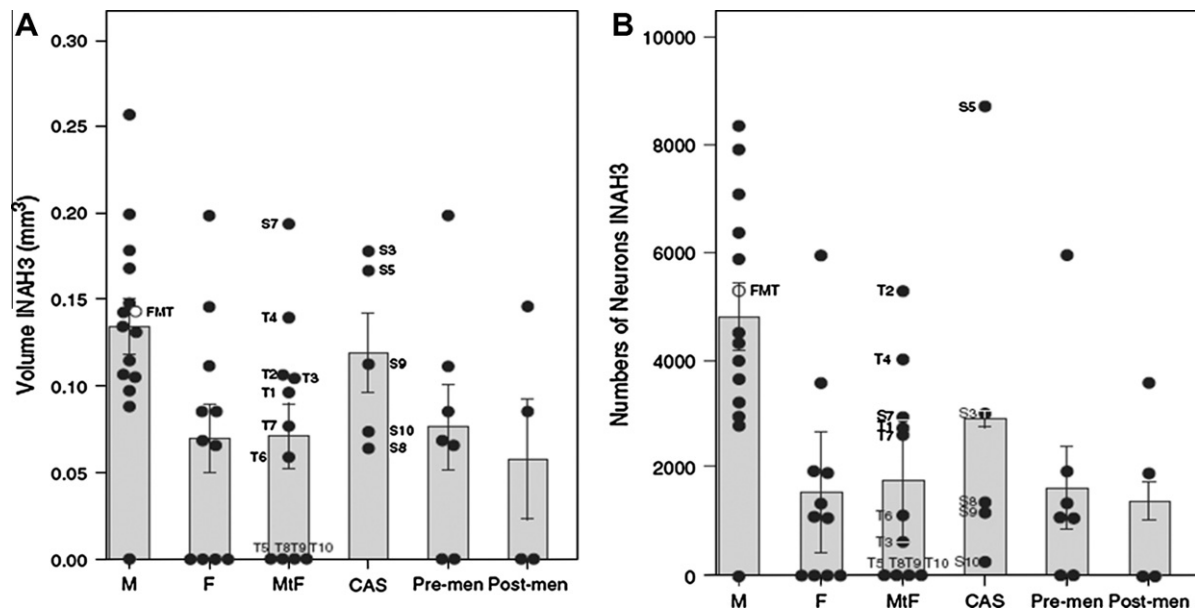 A
Volume INAH3 (mm³)
0.30
0.25
0.20
0.15
0.10
0.05
0.00
FMT
S7
T4
T2
T3
T1
T7
T6
T5 T8T9 T10
S3
S5
S9
S10
S8
M F MtF CAS Pre-men Post-men
B
Numbers of Neurons INAH3
10000
8000
6000
4000
2000
0
FMT
T2
T4
S7
T1
T7
T6
T3
T5 T8T9 T10
S5
S3
S8
S9
S10
M F MtF CAS Pre-men Post-men